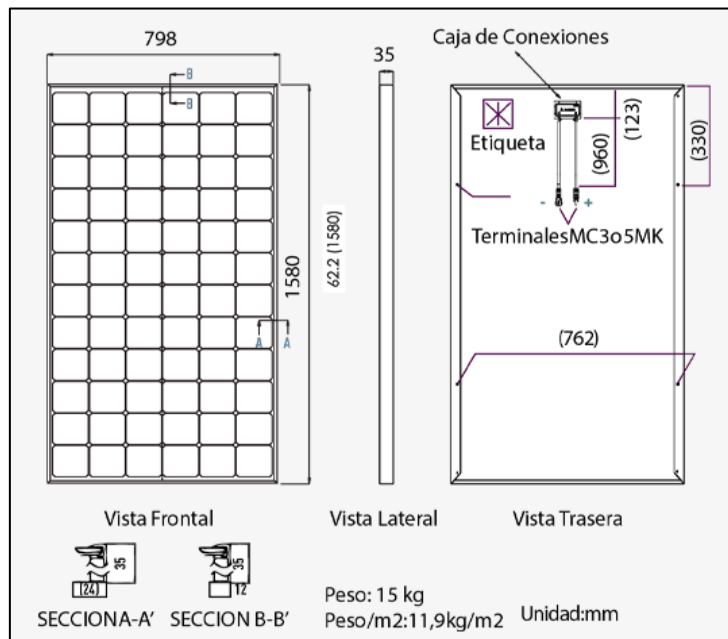 798
35
Caja de Conexiones
B
B
Etiqueta
(960)
(123)
(330)
- +
TerminalesMC3o5MK
1580
62.2 (1580)
A A
(762)
Vista Frontal
Vista Lateral
Vista Trasera
35
(24)
35
12
SECCIONA-A'
SECCION B-B'
Peso: 15 kg
Peso/m2:11,9kg/m2
Unidad:mm